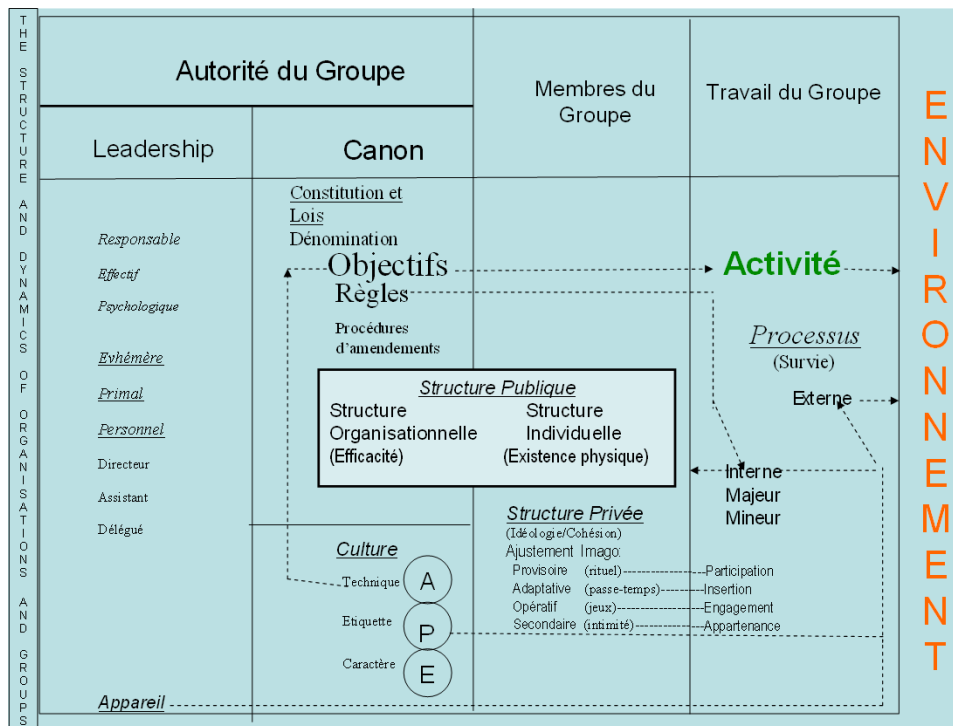 THE STRUCTURE AND DYNAMICS OF ORGANISATIONS AND GROUPS
Autorité du Groupe
Membres du
Groupe
Travail du Groupe
Leadership
Canon
Responsable
Effectif
Psychologique
Evhémère
Primal
Personnel
Directeur
Assistant
Délégué
Appareil
Constitution et
Lois
Dénomination
Objectifs
Règles
Procédures
d'amendements
Structure Publique
Structure
Organisationnelle
(Efficacité)
Structure
Individuelle
(Existence physique)
Culture
Technique A
Etiquette P
Caractère E
Structure Privée
(Idéologie/Cohésion)
Ajustement Imago:
Provisoire (rituel) Participation
Adaptative (passe-temps) Insertion
Opératif (jeux) Engagement
Secondaire (intimité) Appartenance
Activité
Processus
(Survie)
Externe
Interne
Majeur
Mineur
ENVIRONNEMENT